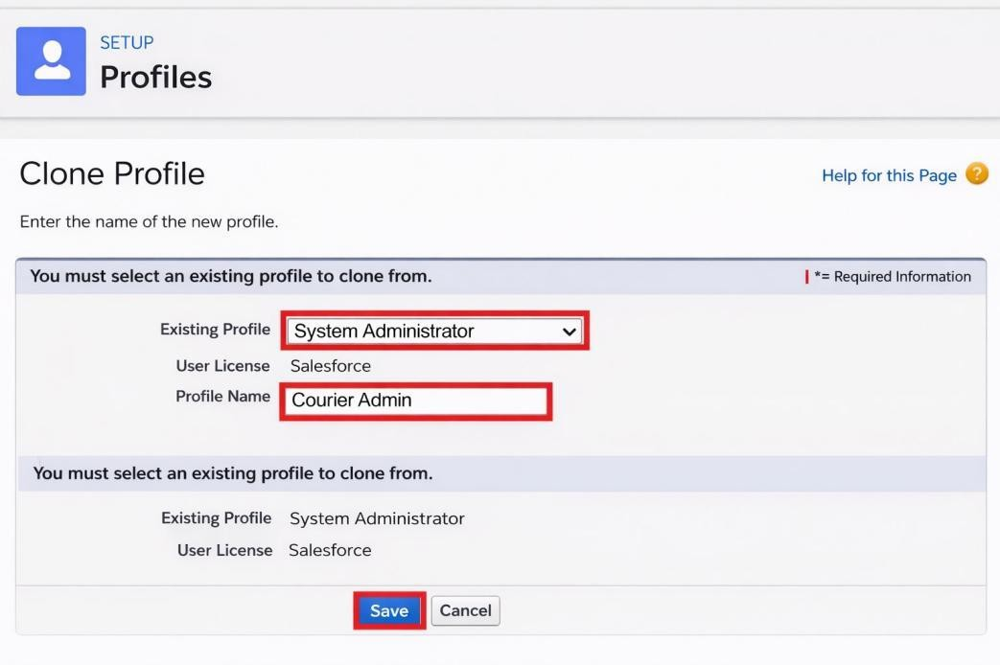 SETUP
Profiles
Clone Profile
Help for this Page ?
Enter the name of the new profile.
You must select an existing profile to clone from.
*= Required Information
Existing Profile System Administrator
User License Salesforce
Profile Name Courier Admin
You must select an existing profile to clone from.
Existing Profile System Administrator
User License Salesforce
Save Cancel